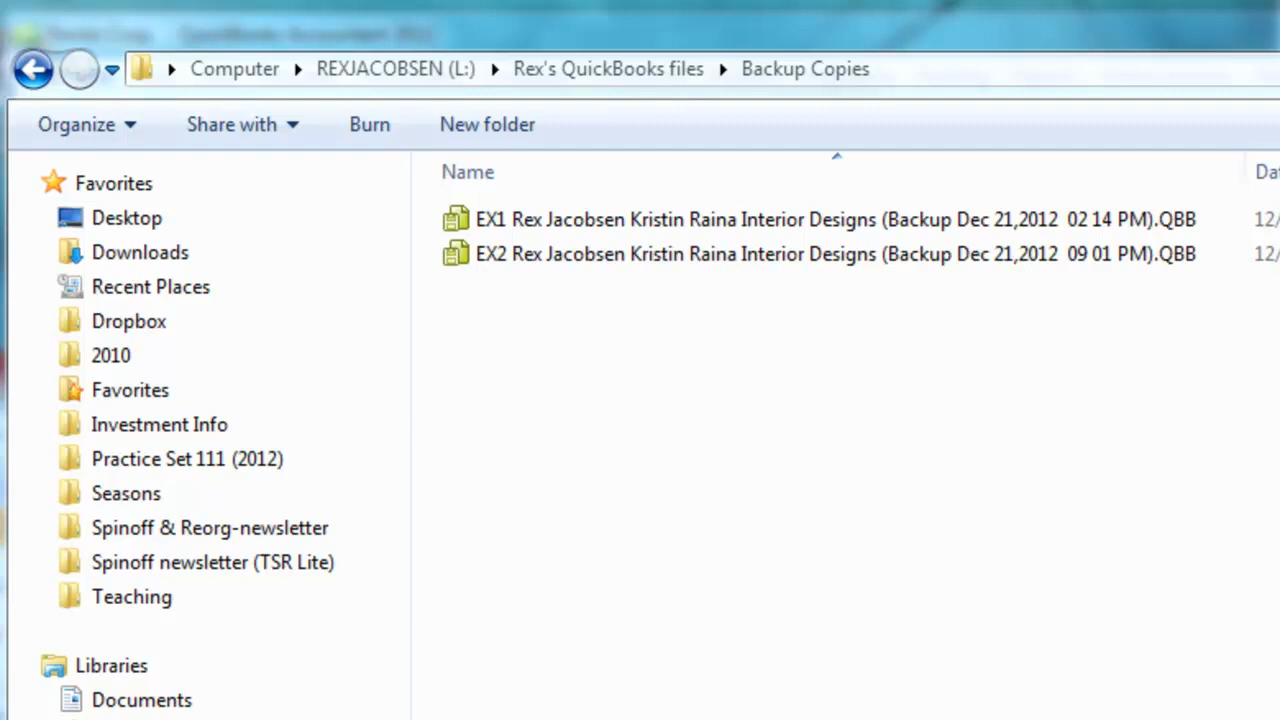 Computer REXJACOBSEN (L:) Rex's QuickBooks files Backup Copies
Organize Share with Burn New folder
Name
EX1 Rex Jacobsen Kristin Raina Interior Designs (Backup Dec 21,2012 02 14 PM).QBB 12/
EX2 Rex Jacobsen Kristin Raina Interior Designs (Backup Dec 21,2012 09 01 PM).QBB 12/
Favorites
Desktop
Downloads
Recent Places
Dropbox
2010
Favorites
Investment Info
Practice Set 111 (2012)
Seasons
Spinoff & Reorg-newsletter
Spinoff newsletter (TSR Lite)
Teaching
Libraries
Documents